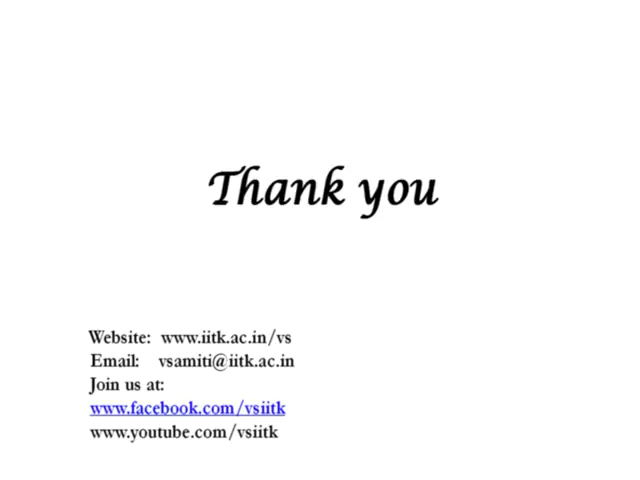 Thank you
Website: www.iitk.ac.in/vs
Email: vsamiti@iitk.ac.in
Join us at:
www.facebook.com/vsiitk
www.youtube.com/vsiitk